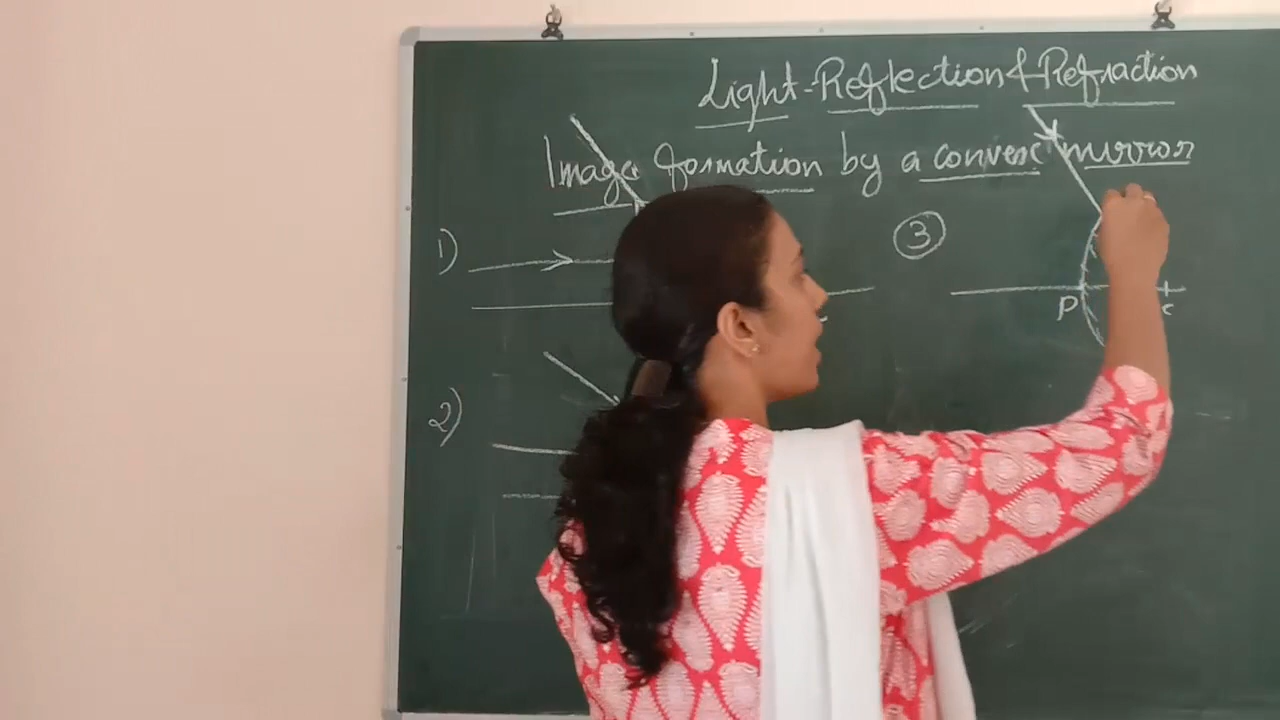 Light - Reflection & Refraction
Image formation by a convex mirror
1)
3
P c
2)